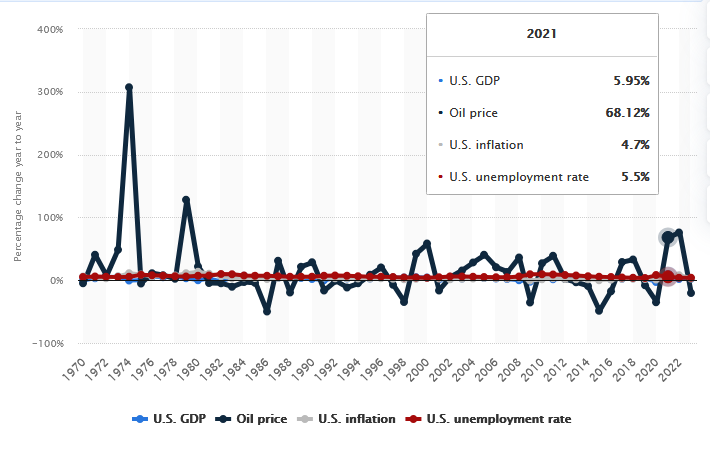 400%
300%
200%
100%
0%
−100%
Percentage change year to year
2021
U.S. GDP 5.95%
Oil price 68.12%
U.S. inflation 4.7%
U.S. unemployment rate 5.5%
1970 1972 1974 1976 1978 1980 1982 1984 1986 1988 1990 1992 1994 1996 1998 2000 2002 2004 2006 2008 2010 2012 2014 2016 2018 2020 2022
U.S. GDP Oil price U.S. inflation U.S. unemployment rate